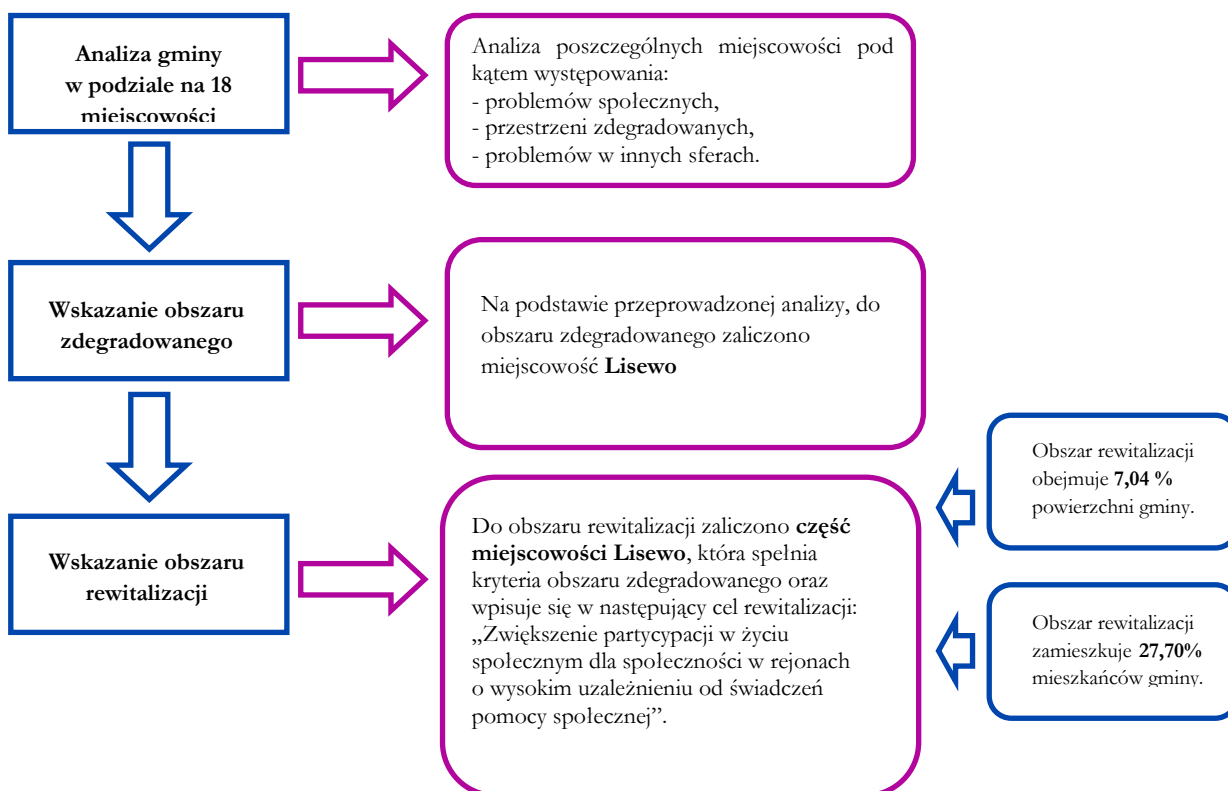 Analiza gminy
w podziale na 18
miejscowości
Analiza poszczególnych miejscowości pod
kątem występowania:
- problemów społecznych,
- przestrzeni zdegradowanych,
- problemów w innych sferach.
Wskazanie obszaru
zdegradowanego
Na podstawie przeprowadzonej analizy, do
obszaru zdegradowanego zaliczono
miejscowość Lisewo
Wskazanie obszaru
rewitalizacji
Do obszaru rewitalizacji zaliczono część
miejscowości Lisewo, która spełnia
kryteria obszaru zdegradowanego oraz
wpisuje się w następujący cel rewitalizacji:
„Zwiększenie partycypacji w życiu
społecznym dla społeczności w rejonach
o wysokim uzależnieniu od świadczeń
pomocy społecznej”.
Obszar rewitalizacji
obejmuje 7,04 %
powierzchni gminy.
Obszar rewitalizacji
zamieszkuje 27,70%
mieszkańców gminy.